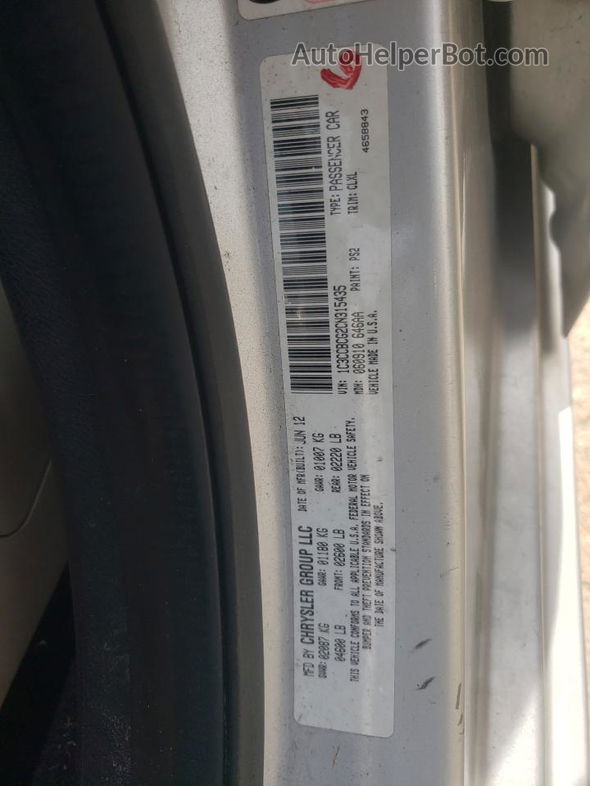 AutoHelperBot.com
MFD BY CHRYSLER GROUP LLC DATE OF MFR(BUILT): JUN 12
GVWR: 02087 KG GAWR: 01180 KG GAWR: 01007 KG
04600 LB FRONT: 02600 LB REAR: 02220 LB
THIS VEHICLE CONFORMS TO ALL APPLICABLE U.S.A. FEDERAL MOTOR VEHICLE SAFETY,
BUMPER AND THEFT PREVENTION STANDARDS IN EFFECT ON
THE DATE OF MANUFACTURE SHOWN ABOVE.
VIN: 1C3CCBCG2CN315435 TYPE: PASSENGER CAR
MDH: 060910 646AA PAINT: PS2 TRIM: CLXL
VEHICLE MADE IN U.S.A. 4658843